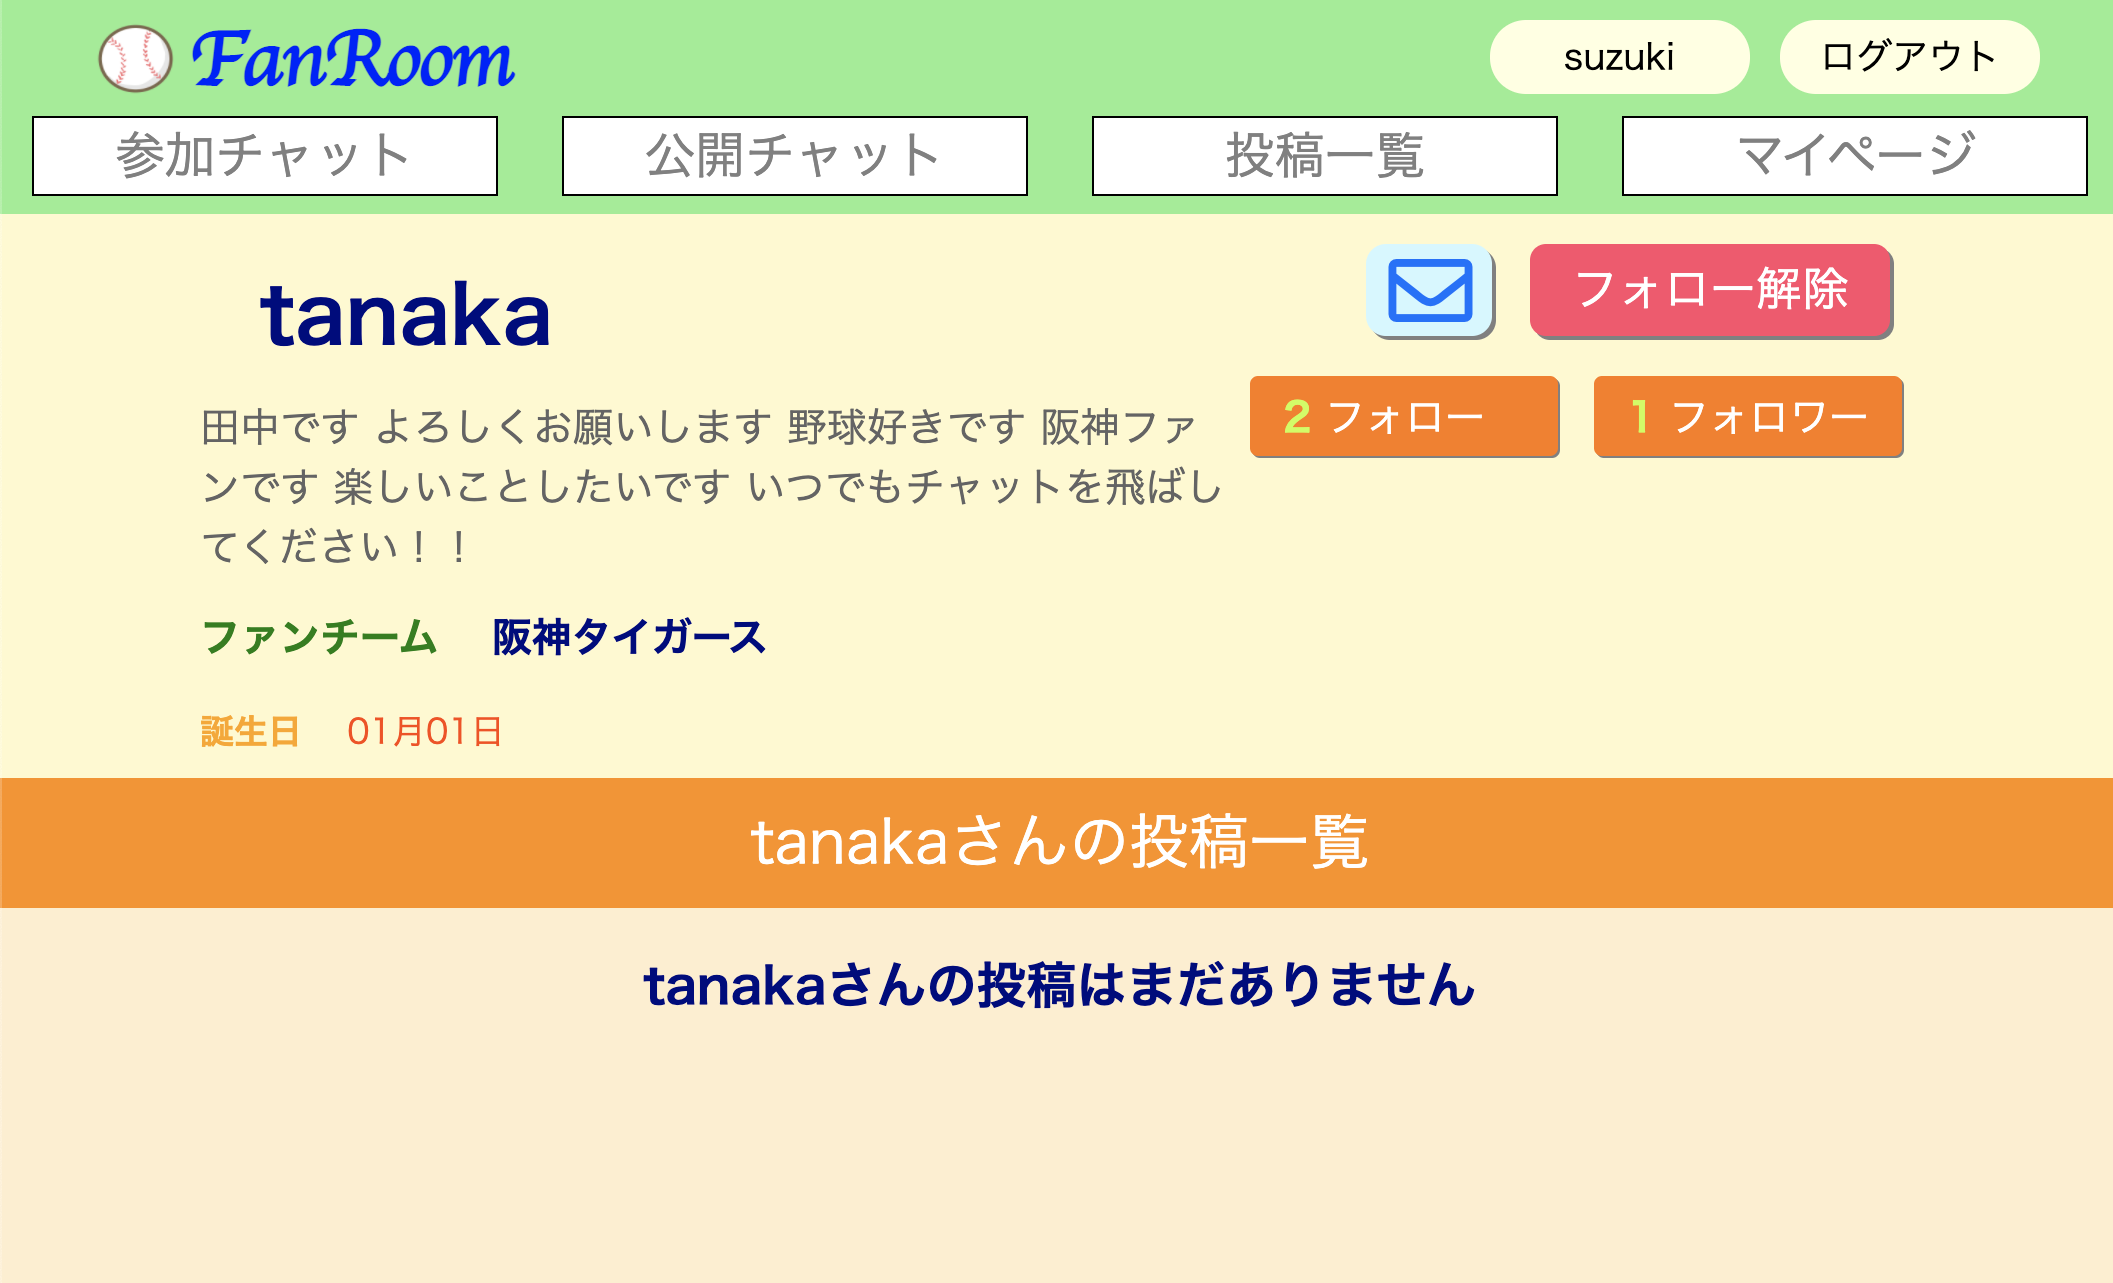 FanRoom
suzuki
ログアウト
参加チャット
公開チャット
投稿一覧
マイページ
tanaka
フォロー解除
2 フォロー
1 フォロワー
田中です よろしくお願いします 野球好きです 阪神ファ
ンです 楽しいことしたいです いつでもチャットを飛ばし
てください！！
ファンチーム 阪神タイガース
誕生日 01月01日
tanakaさんの投稿一覧
tanakaさんの投稿はまだありません